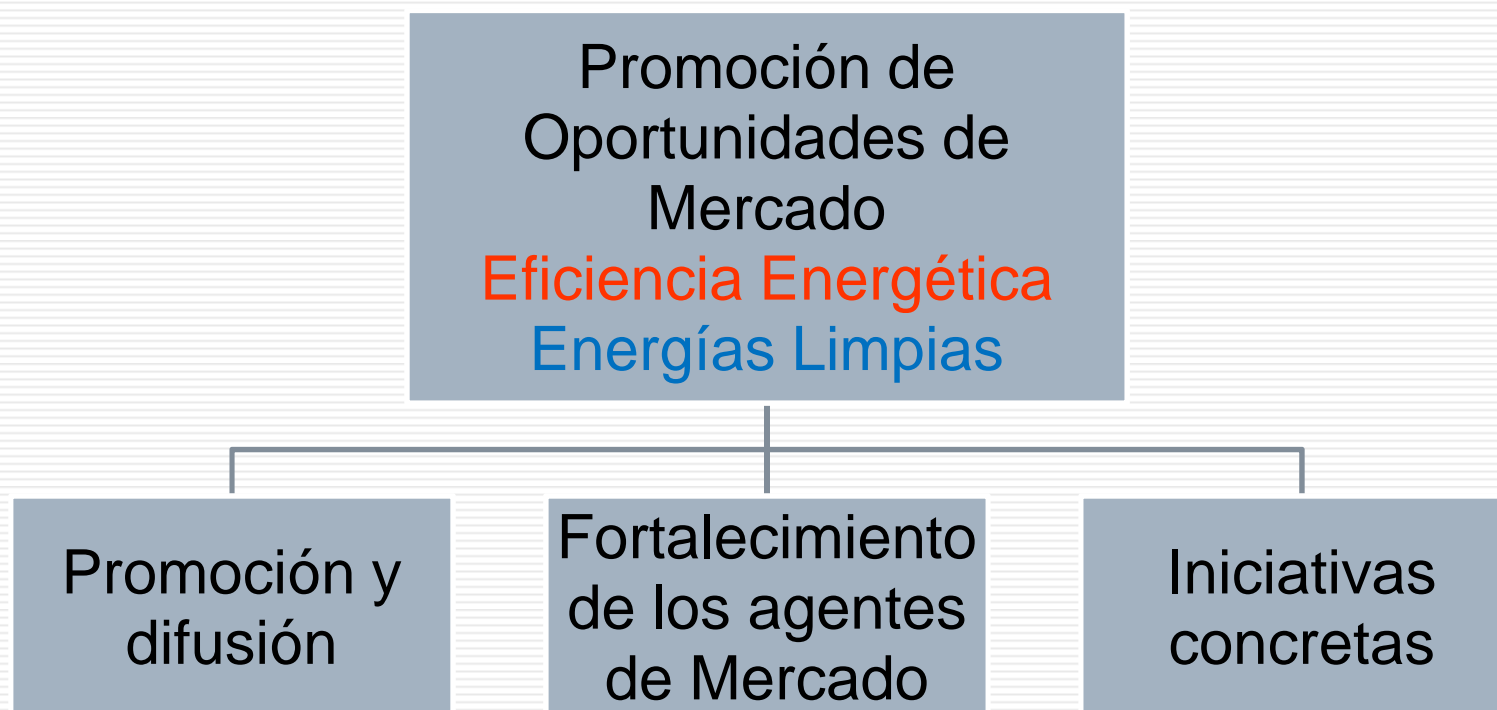 Promoción de
Oportunidades de
Mercado
Eficiencia Energética
Energías Limpias
Promoción y
difusión
Fortalecimiento
de los agentes
de Mercado
Iniciativas
concretas